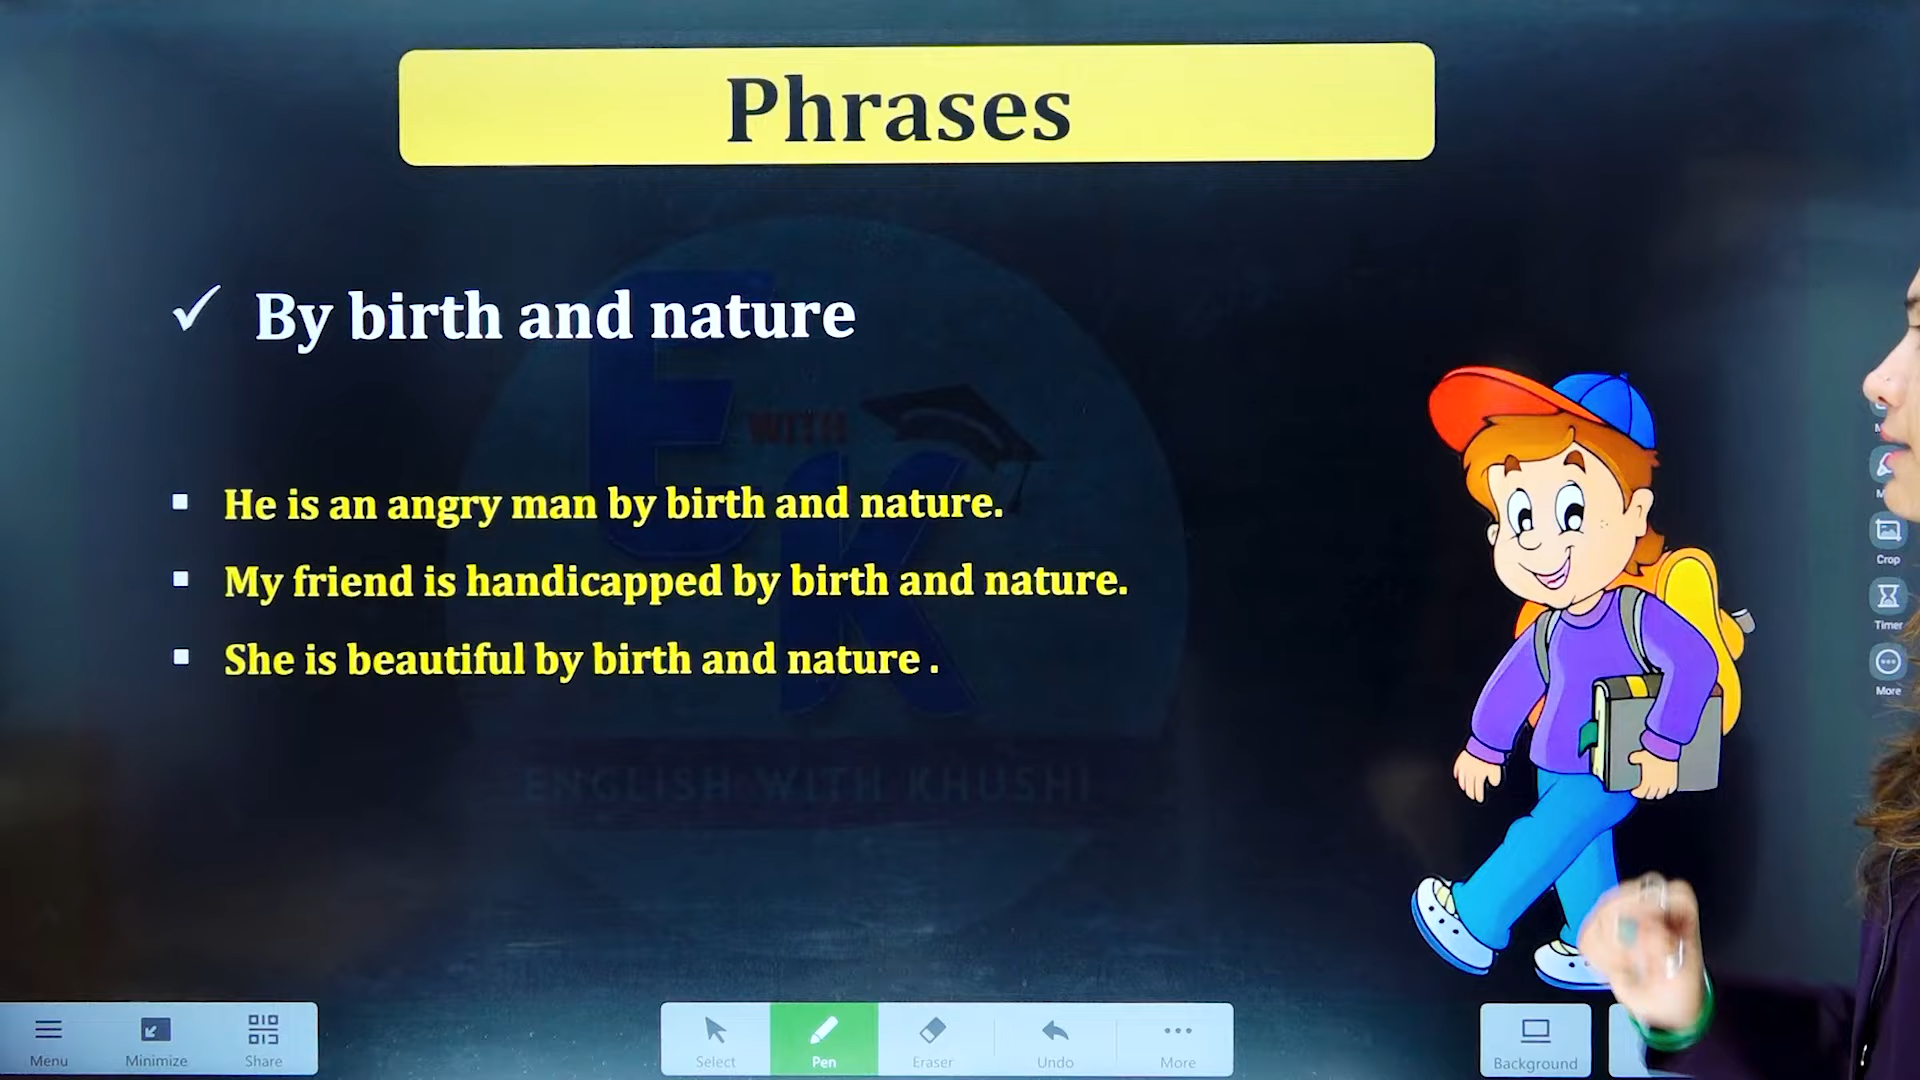 Phrases
✓ By birth and nature
▪ He is an angry man by birth and nature.
▪ My friend is handicapped by birth and nature.
▪ She is beautiful by birth and nature .
E WITH K
ENGLISH WITH KHUSHI
Crop
Timer
More
Menu Minimize Share Select Pen Eraser Undo More Background